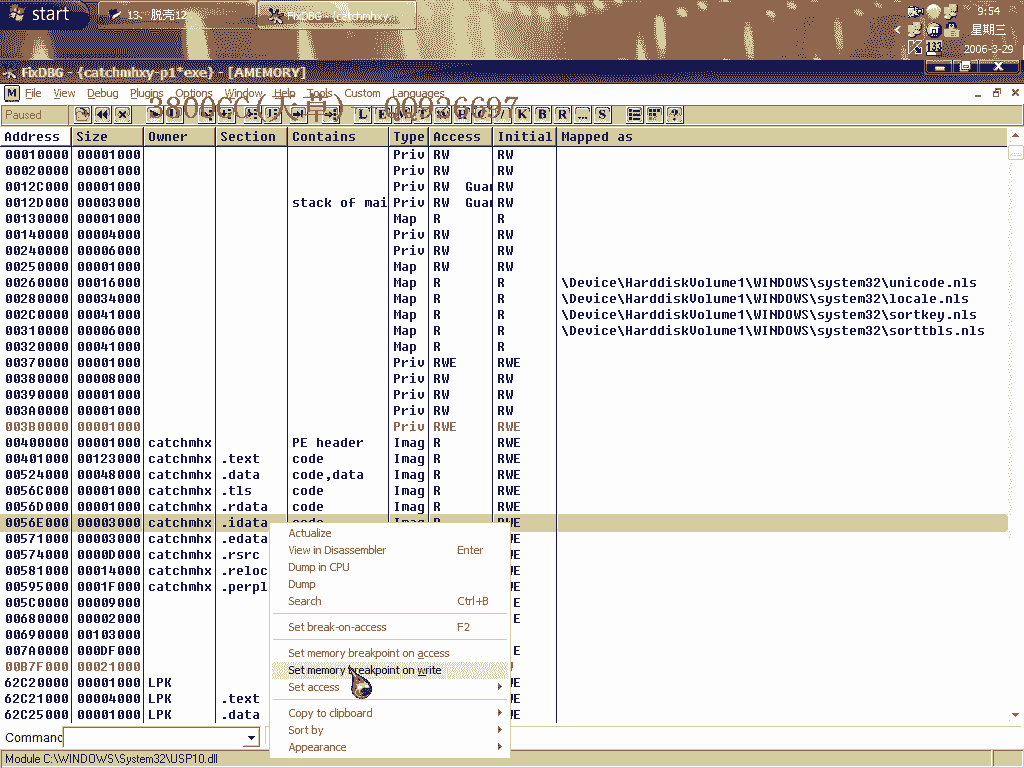 start
13、脱壳12
FixDBG - {catchmhxy...
9:54
星期三
2006-3-29
FixDBG - {catchmhxy-p1*exe} - [AMEMORY]
M File View Debug Plugins Options Window Help Tools Custom Languages
3800CC(天草) 00936697
Paused
L E K B R ... S ?
Address Size Owner Section Contains Type Access Initial Mapped as
00010000 00001000 Priv RW RW
00020000 00001000 Priv RW RW
0012C000 00001000 Priv RW Guar RW
0012D000 00003000 stack of mai Priv RW Guar RW
00130000 00001000 Map R R
00140000 00004000 Priv RW RW
00240000 00006000 Priv RW RW
00250000 00001000 Map RW RW
00260000 00016000 Map R R \Device\HarddiskVolume1\WINDOWS\system32\unicode.nls
00280000 00034000 Map R R \Device\HarddiskVolume1\WINDOWS\system32\locale.nls
002C0000 00041000 Map R R \Device\HarddiskVolume1\WINDOWS\system32\sortkey.nls
00310000 00006000 Map R R \Device\HarddiskVolume1\WINDOWS\system32\sorttbls.nls
00320000 00041000 Map R R
00370000 00001000 Priv RWE RWE
00380000 00008000 Priv RW RW
00390000 00001000 Priv RW RW
003A0000 00001000 Priv RW RW
003B0000 00001000 Priv RWE RWE
00400000 00001000 catchmhx PE header Imag R RWE
00401000 00123000 catchmhx .text code Imag R RWE
00524000 00048000 catchmhx .data code,data Imag R RWE
0056C000 00001000 catchmhx .tls code Imag R RWE
0056D000 00001000 catchmhx .rdata code Imag R RWE
0056E000 00003000 catchmhx .idata code Imag R RWE
00571000 00003000 catchmhx .edata
00574000 0000D000 catchmhx .rsrc
00581000 00014000 catchmhx .reloc
00595000 0001F000 catchmhx .perpl
005C0000 00009000
00680000 00002000
00690000 00103000
007A0000 000DF000
00B7F000 00021000
62C20000 00001000 LPK
62C21000 00004000 LPK .text
62C25000 00001000 LPK .data
Actualize
View in Disassembler Enter
Dump in CPU
Dump
Search Ctrl+B
Set break-on-access F2
Set memory breakpoint on access
Set memory breakpoint on write
Set access
Copy to clipboard
Sort by
Appearance
Command
Module C:\WINDOWS\System32\USP10.dll